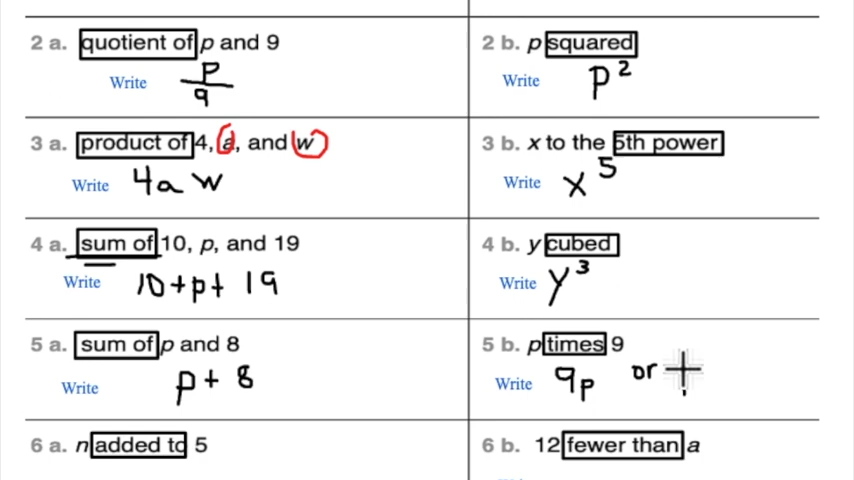 2 a. quotient of p and 9
2 b. p squared
Write p/9
Write p²
3 a. product of 4, a, and w
3 b. x to the 5th power
Write 4aw
Write x⁵
4 a. sum of 10, p, and 19
4 b. y cubed
Write 10+p+ 19
Write y³
5 a. sum of p and 8
5 b. p times 9
Write p+ 8
Write 9p or
6 a. n added to 5
6 b. 12 fewer than a